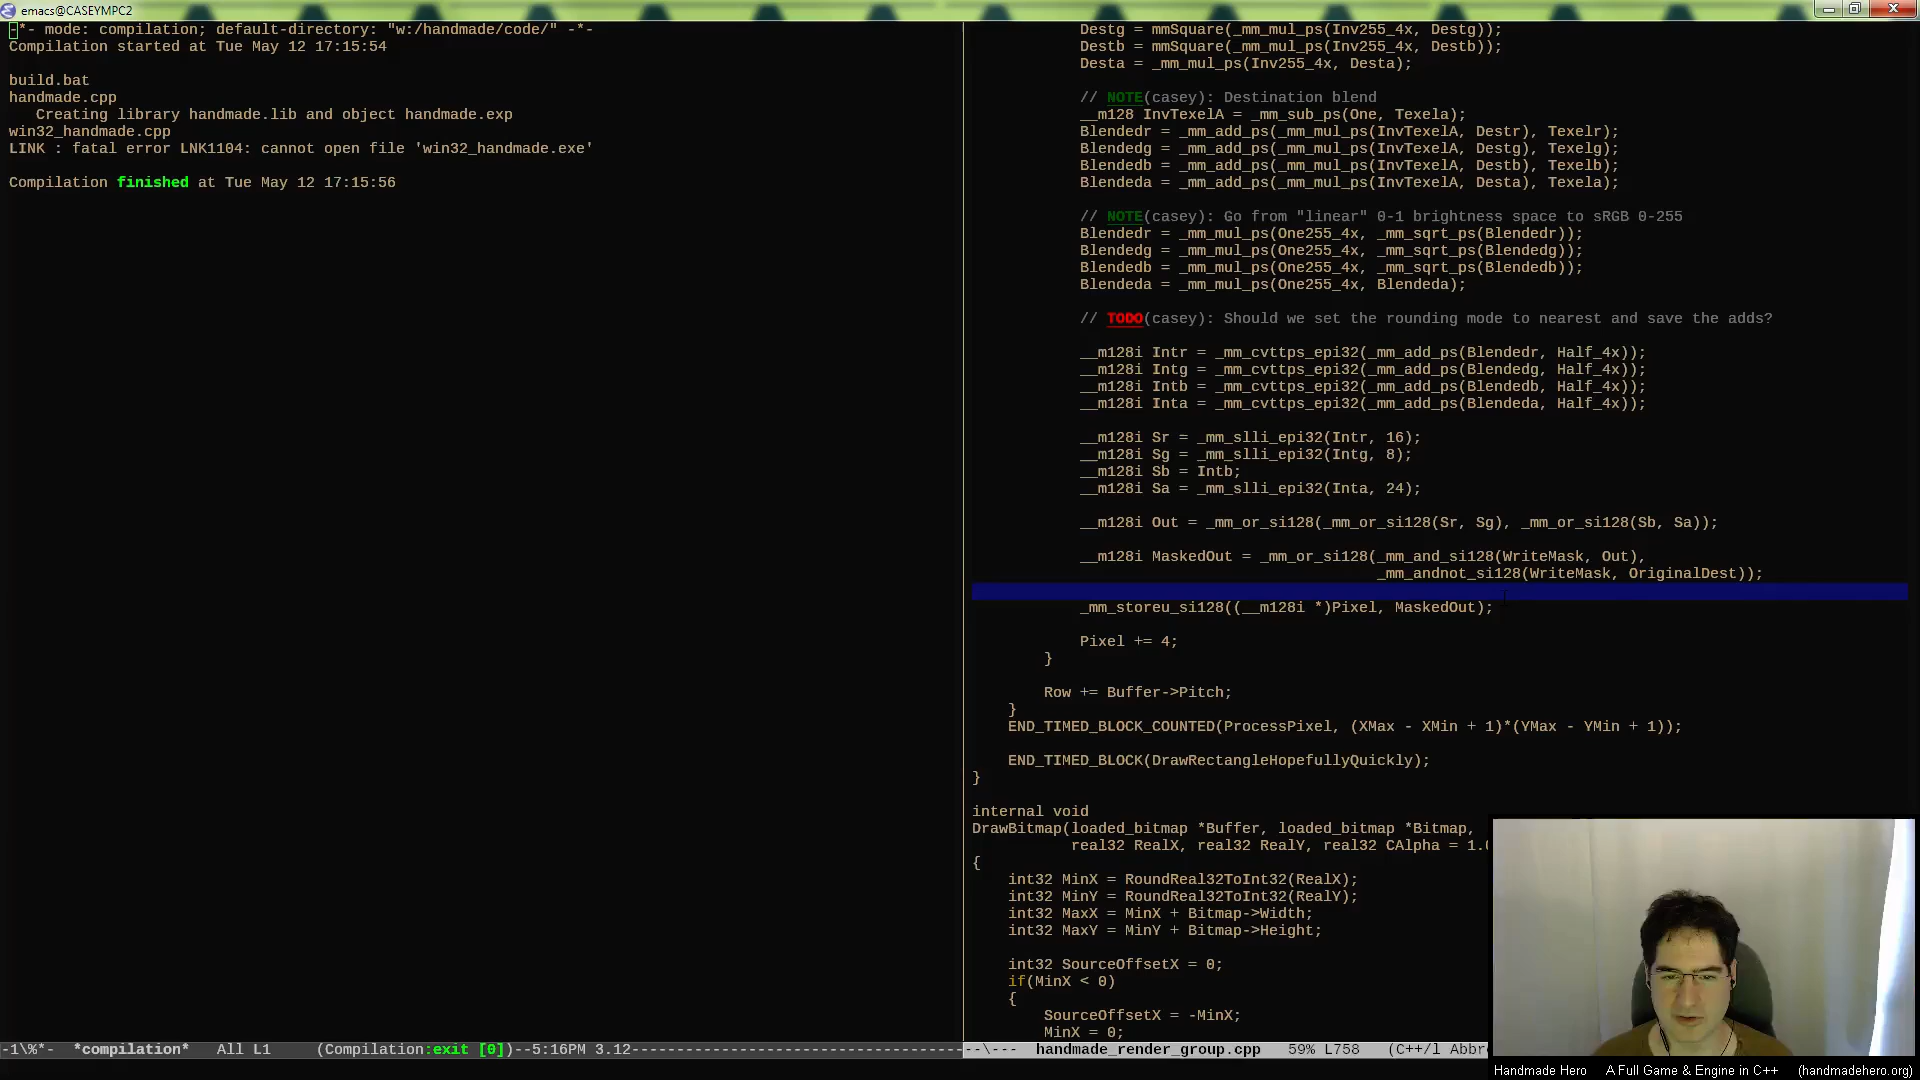 emacs@CASEYMPC2
-*- mode: compilation; default-directory: "w:/handmade/code/" -*-
Compilation started at Tue May 12 17:15:54
build.bat
handmade.cpp
Creating library handmade.lib and object handmade.exp
win32_handmade.cpp
LINK : fatal error LNK1104: cannot open file 'win32_handmade.exe'
Compilation finished at Tue May 12 17:15:56
-1\%*-  *compilation*   All L1     (Compilation:exit [0])--5:16PM 3.12-------------------------------------
Destg = mmSquare(_mm_mul_ps(Inv255_4x, Destg));
Destb = mmSquare(_mm_mul_ps(Inv255_4x, Destb));
Desta = _mm_mul_ps(Inv255_4x, Desta);
// NOTE(casey): Destination blend
__m128 InvTexelA = _mm_sub_ps(One, Texela);
Blendedr = _mm_add_ps(_mm_mul_ps(InvTexelA, Destr), Texelr);
Blendedg = _mm_add_ps(_mm_mul_ps(InvTexelA, Destg), Texelg);
Blendedb = _mm_add_ps(_mm_mul_ps(InvTexelA, Destb), Texelb);
Blendeda = _mm_add_ps(_mm_mul_ps(InvTexelA, Desta), Texela);
// NOTE(casey): Go from "linear" 0-1 brightness space to sRGB 0-255
Blendedr = _mm_mul_ps(One255_4x, _mm_sqrt_ps(Blendedr));
Blendedg = _mm_mul_ps(One255_4x, _mm_sqrt_ps(Blendedg));
Blendedb = _mm_mul_ps(One255_4x, _mm_sqrt_ps(Blendedb));
Blendeda = _mm_mul_ps(One255_4x, Blendeda);
// TODO(casey): Should we set the rounding mode to nearest and save the adds?
__m128i Intr = _mm_cvttps_epi32(_mm_add_ps(Blendedr, Half_4x));
__m128i Intg = _mm_cvttps_epi32(_mm_add_ps(Blendedg, Half_4x));
__m128i Intb = _mm_cvttps_epi32(_mm_add_ps(Blendedb, Half_4x));
__m128i Inta = _mm_cvttps_epi32(_mm_add_ps(Blendeda, Half_4x));
__m128i Sr = _mm_slli_epi32(Intr, 16);
__m128i Sg = _mm_slli_epi32(Intg, 8);
__m128i Sb = Intb;
__m128i Sa = _mm_slli_epi32(Inta, 24);
__m128i Out = _mm_or_si128(_mm_or_si128(Sr, Sg), _mm_or_si128(Sb, Sa));
__m128i MaskedOut = _mm_or_si128(_mm_and_si128(WriteMask, Out),
_mm_andnot_si128(WriteMask, OriginalDest));
_mm_storeu_si128((__m128i *)Pixel, MaskedOut);
Pixel += 4;
}
Row += Buffer->Pitch;
}
END_TIMED_BLOCK_COUNTED(ProcessPixel, (XMax - XMin + 1)*(YMax - YMin + 1));
END_TIMED_BLOCK(DrawRectangleHopefullyQuickly);
}
internal void
DrawBitmap(loaded_bitmap *Buffer, loaded_bitmap *Bitmap,
real32 RealX, real32 RealY, real32 CAlpha = 1.0
{
int32 MinX = RoundReal32ToInt32(RealX);
int32 MinY = RoundReal32ToInt32(RealY);
int32 MaxX = MinX + Bitmap->Width;
int32 MaxY = MinY + Bitmap->Height;
int32 SourceOffsetX = 0;
if(MinX < 0)
{
SourceOffsetX = -MinX;
MinX = 0;
--\---  handmade_render_group.cpp   59% L758   (C++/l Abbre
Handmade Hero   A Full Game & Engine in C++   (handmadehero.org)